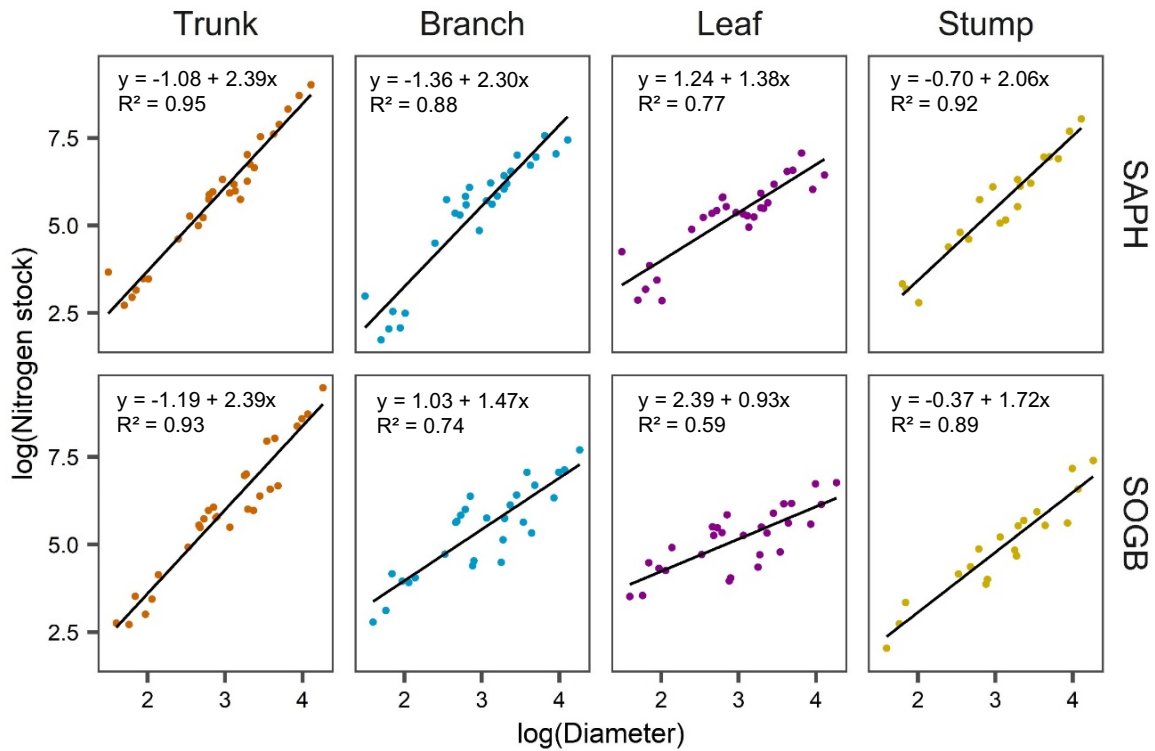 Trunk Branch Leaf Stump
y = -1.08 + 2.39x
R² = 0.95
y = -1.36 + 2.30x
R² = 0.88
y = 1.24 + 1.38x
R² = 0.77
y = -0.70 + 2.06x
R² = 0.92
SAPH
7.5
5.0
2.5
log(Nitrogen stock)
y = -1.19 + 2.39x
R² = 0.93
y = 1.03 + 1.47x
R² = 0.74
y = 2.39 + 0.93x
R² = 0.59
y = -0.37 + 1.72x
R² = 0.89
SOGB
7.5
5.0
2.5
2 3 4 2 3 4 2 3 4 2 3 4
log(Diameter)